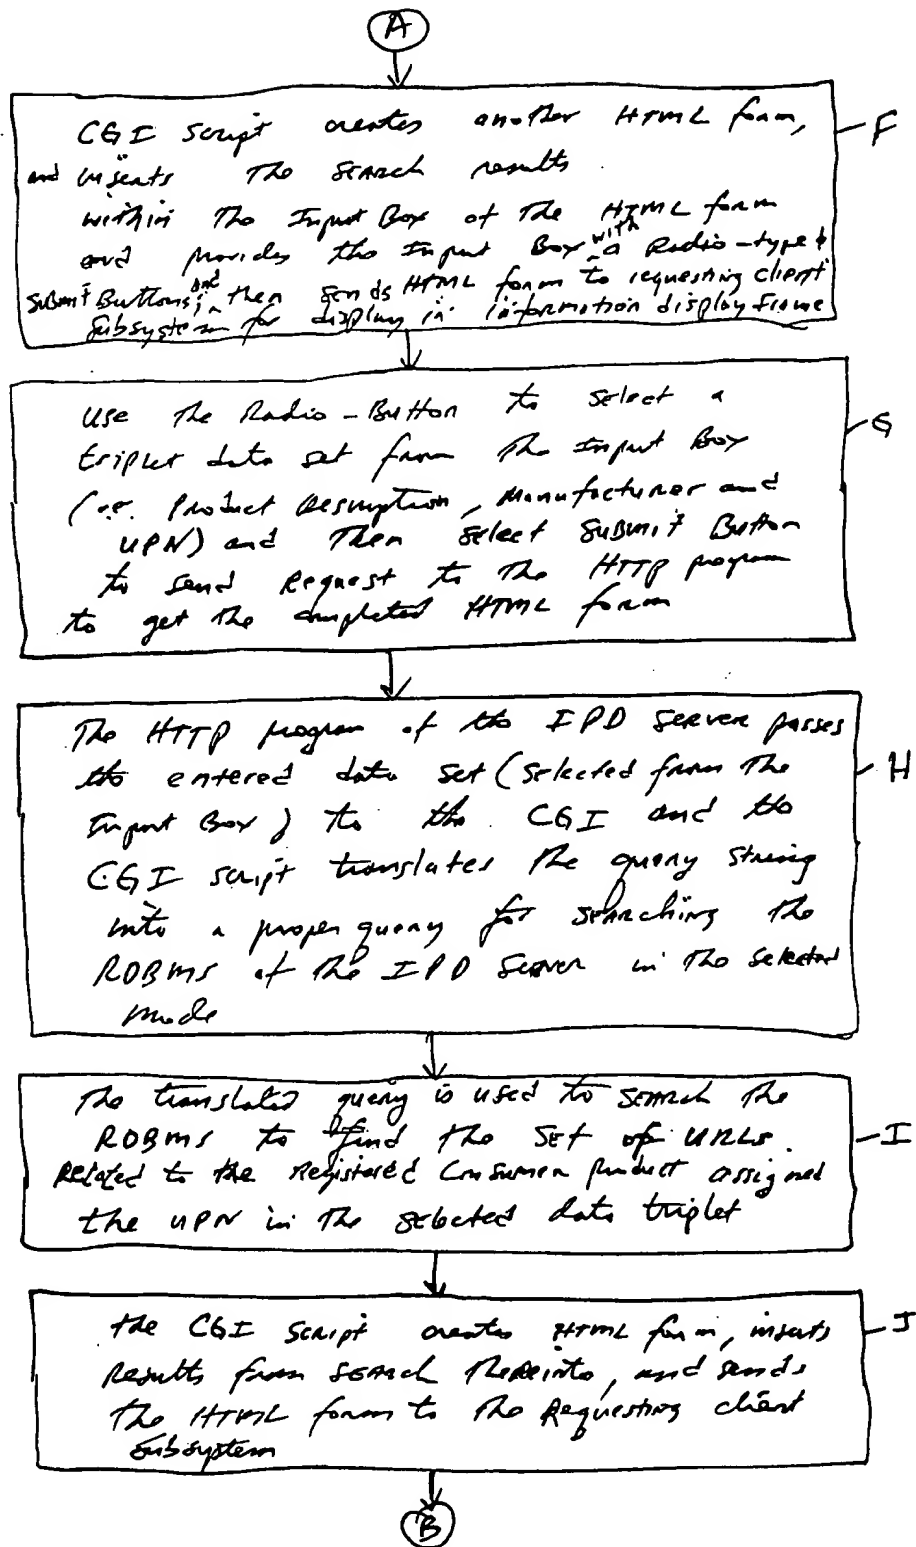 A
CGI script creates another HTML form, F
and inserts the search results
within the Input Box of the HTML form
and provides the Input Box with a Radio-type &
Submit Buttons; and then sends HTML form to requesting client
subsystem for display in information display frame
Use the Radio-Button to select a
triplet data set from the Input Box G
(i.e. Product Description, Manufacturer and
UPN) and then select Submit Button
to send Request to the HTTP program
to get the completed HTML form
The HTTP program of the IPD Server passes
the entered data set (selected from the H
Input Box) to the CGI and the
CGI script translates the query string
into a proper query for searching the
RDBMS of the IPD Server in the selected
mode
The translated query is used to search the
RDBMS to find the set of URLs I
Related to the Registered Consumer product assigned
the UPN in the selected data triplet
the CGI script creates HTML form, inserts J
Results from search thereinto, and sends
the HTML form to the Requesting client
subsystem
B